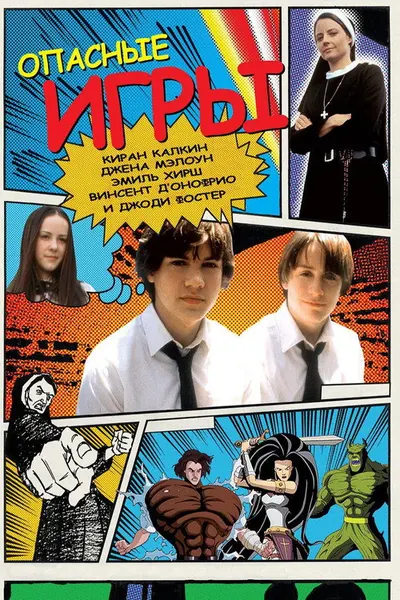 ОПАСНЫЕ
ИГРЫ
КИРАН КАЛКИН
ДЖЕНА МЭЛОУН
ЭМИЛЬ ХИРШ
ВИНСЕНТ Д'ОНОФРИО
И ДЖОДИ ФОСТЕР